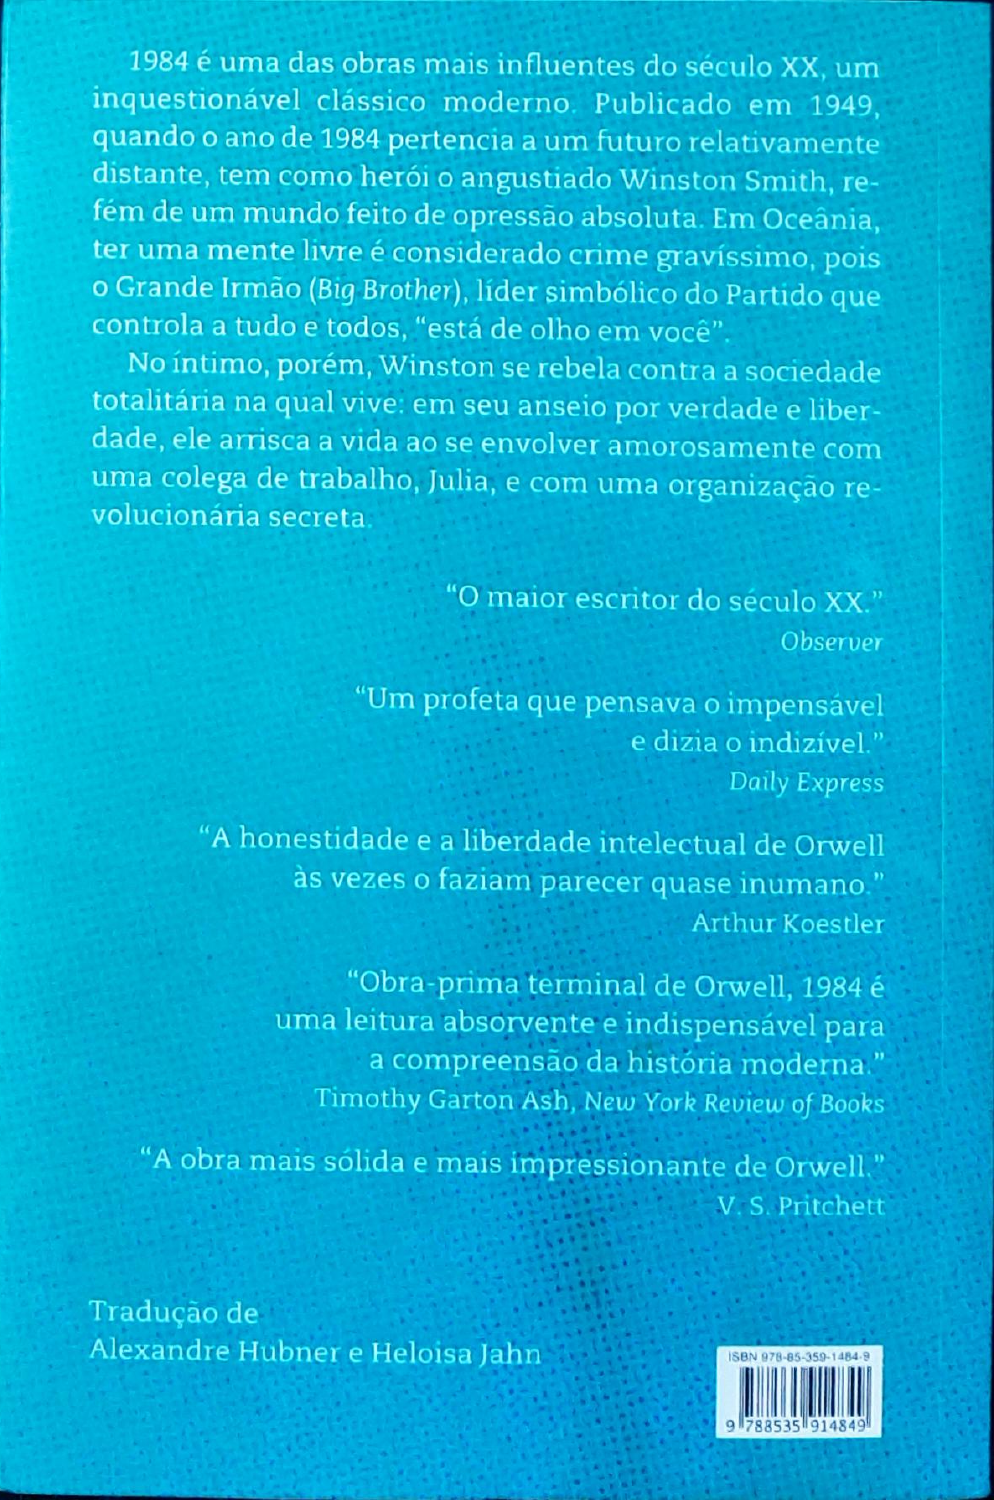 1984 é uma das obras mais influentes do século XX, um
inquestionável clássico moderno. Publicado em 1949,
quando o ano de 1984 pertencia a um futuro relativamente
distante, tem como herói o angustiado Winston Smith, re-
fém de um mundo feito de opressão absoluta. Em Oceânia,
ter uma mente livre é considerado crime gravíssimo, pois
o Grande Irmão (Big Brother), líder simbólico do Partido que
controla a tudo e todos, “está de olho em você”.
No íntimo, porém, Winston se rebela contra a sociedade
totalitária na qual vive: em seu anseio por verdade e liber-
dade, ele arrisca a vida ao se envolver amorosamente com
uma colega de trabalho, Julia, e com uma organização re-
volucionária secreta.
“O maior escritor do século XX.”
Observer
“Um profeta que pensava o impensável
e dizia o indizível.”
Daily Express
“A honestidade e a liberdade intelectual de Orwell
às vezes o faziam parecer quase inumano.”
Arthur Koestler
“Obra-prima terminal de Orwell, 1984 é
uma leitura absorvente e indispensável para
a compreensão da história moderna.”
Timothy Garton Ash, New York Review of Books
“A obra mais sólida e mais impressionante de Orwell.”
V. S. Pritchett
Tradução de
Alexandre Hubner e Heloisa Jahn
ISBN 978-85-359-1484-9
9 788535 914849